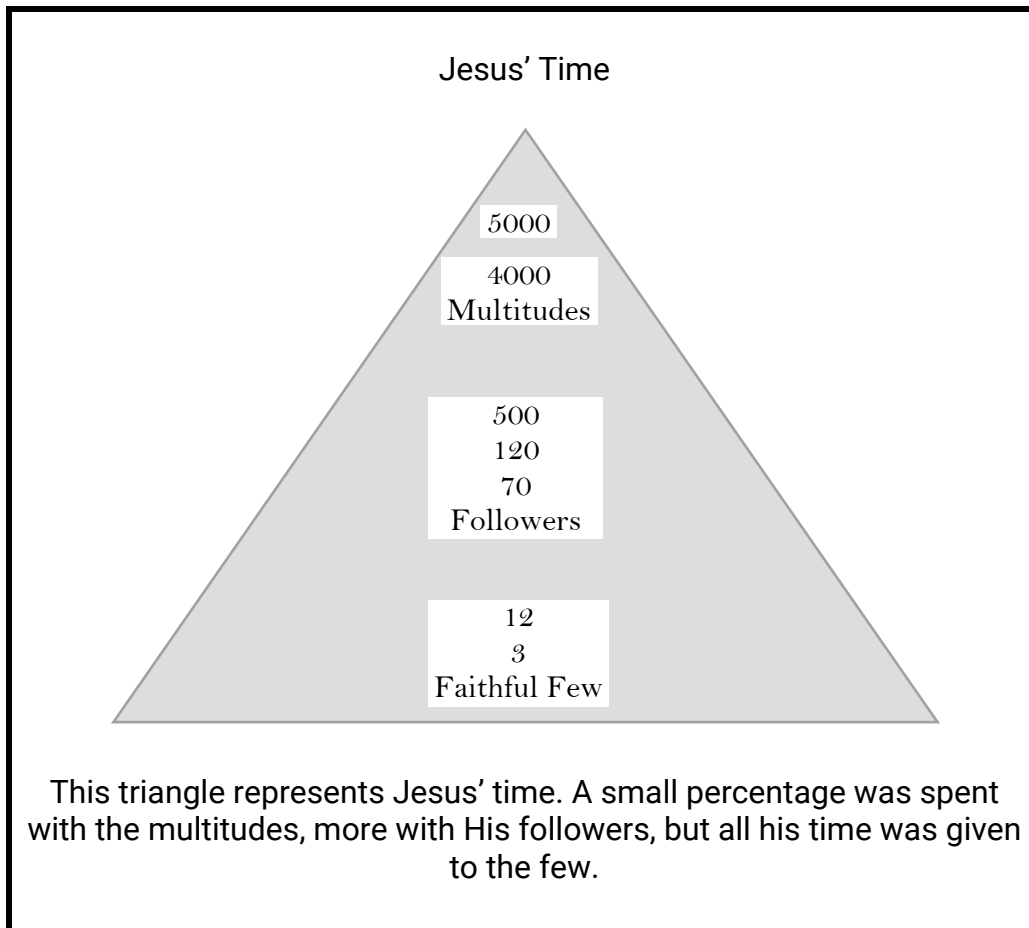 Jesus’ Time
5000
4000
Multitudes
500
120
70
Followers
12
3
Faithful Few
This triangle represents Jesus’ time. A small percentage was spent
with the multitudes, more with His followers, but all his time was given
to the few.